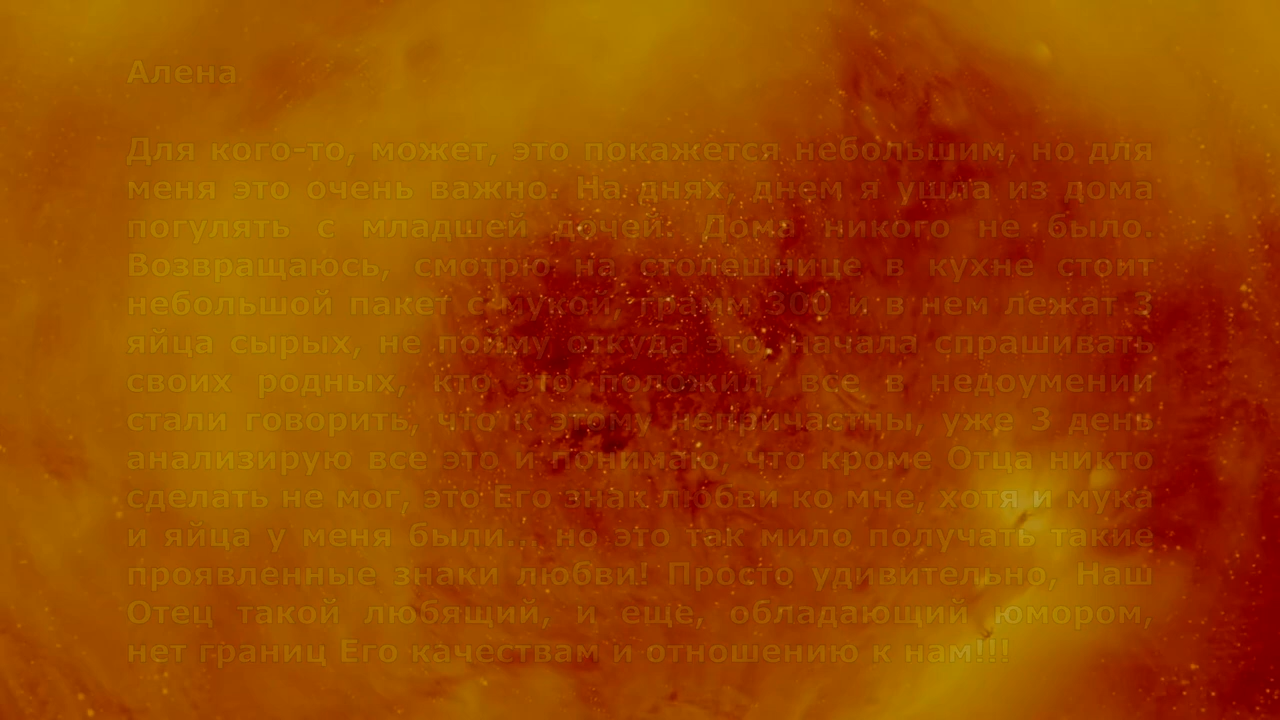 Алена
Для кого-то, может, это покажется небольшим, но для
меня это очень важно. На днях, днем я ушла из дома
погулять с младшей дочей. Дома никого не было.
Возвращаюсь, смотрю на столешнице в кухне стоит
небольшой пакет с мукой, грамм 300 и в нем лежат 3
яйца сырых, не пойму откуда это, начала спрашивать
своих родных, кто это положил, все в недоумении
стали говорить, что к этому непричастны, уже 3 день
анализирую все это и понимаю, что кроме Отца никто
сделать не мог, это Его знак любви ко мне, хотя и мука
и яйца у меня были... но это так мило получать такие
проявленные знаки любви! Просто удивительно, Наш
Отец такой любящий, и еще, обладающий юмором,
нет границ Его качествам и отношению к нам!!!